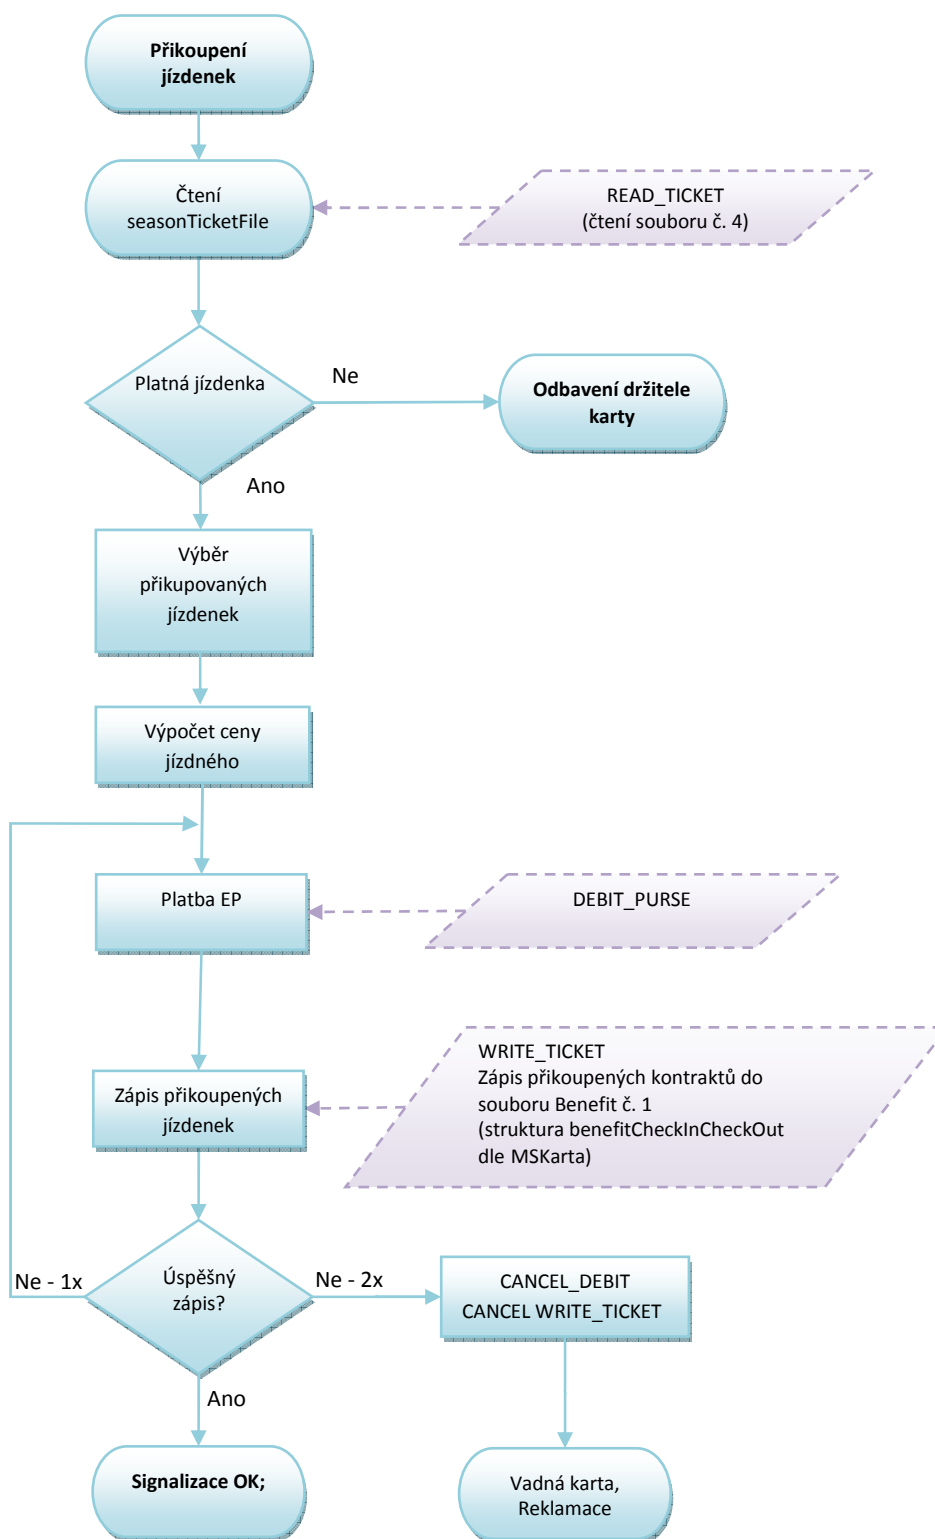 Přikoupení
jízdenek
Čtení
seasonTicketFile
READ_TICKET
(čtení souboru č. 4)
Platná jízdenka
Ne
Odbavení držitele
karty
Ano
Výběr
přikupovaných
jízdenek
Výpočet ceny
jízdného
Platba EP
DEBIT_PURSE
Zápis přikoupených
jízdenek
WRITE_TICKET
Zápis přikoupených kontraktů do
souboru Benefit č. 1
(struktura benefitCheckInCheckOut
dle MSKarta)
Ne - 1x
Úspěšný
zápis?
Ne - 2x
CANCEL_DEBIT
CANCEL WRITE_TICKET
Ano
Signalizace OK;
Vadná karta,
Reklamace